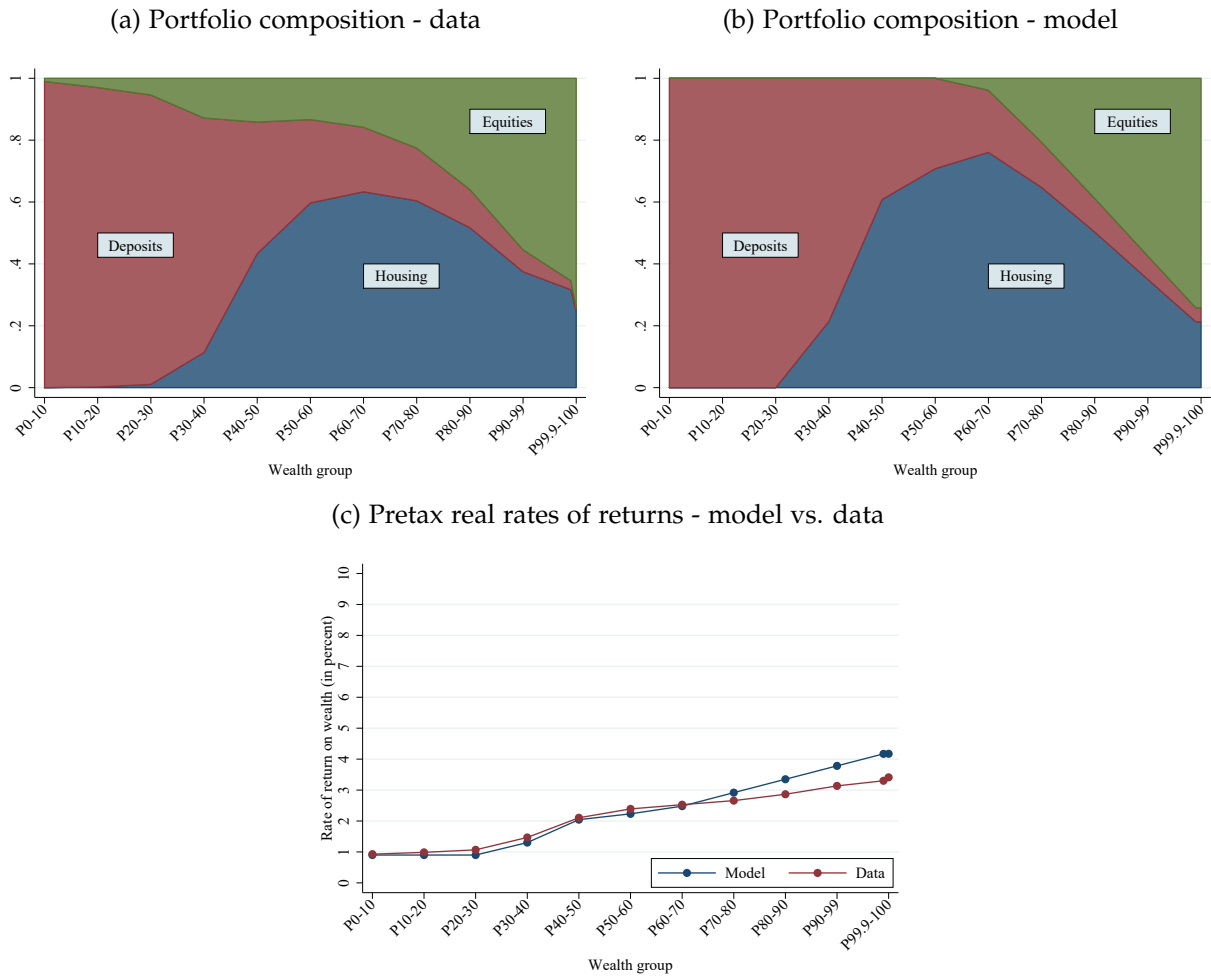 (a) Portfolio composition - data
1
.8
.6
.4
.2
0
Equities
Deposits
Housing
P0-10
P10-20
P20-30
P30-40
P40-50
P50-60
P60-70
P70-80
P80-90
P90-99
P99.9-100
Wealth group
(b) Portfolio composition - model
1
.8
.6
.4
.2
0
Equities
Deposits
Housing
P0-10
P10-20
P20-30
P30-40
P40-50
P50-60
P60-70
P70-80
P80-90
P90-99
P99.9-100
Wealth group
(c) Pretax real rates of returns - model vs. data
Rate of return on wealth (in percent)
10
9
8
7
6
5
4
3
2
1
0
Model
Data
P0-10
P10-20
P20-30
P30-40
P40-50
P50-60
P60-70
P70-80
P80-90
P90-99
P99.9-100
Wealth group